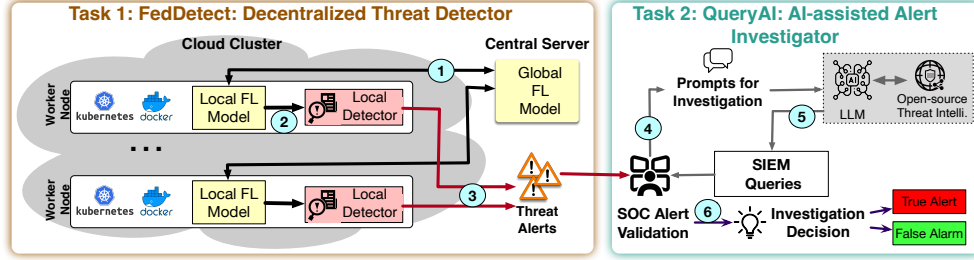 Task 1: FedDetect: Decentralized Threat Detector
Cloud Cluster
Central Server
Worker
Node
kubernetes
docker
Local FL
Model
Local
Detector
1
2
Global
FL
Model
...
Worker
Node
kubernetes
docker
Local FL
Model
Local
Detector
3
Threat
Alerts
Task 2: QueryAI: AI-assisted Alert
Investigator
Prompts for
Investigation
AI
LLM
Open-source
Threat Intelli.
4
5
SIEM
Queries
SOC Alert
Validation
6
Investigation
Decision
True Alert
False Alarm